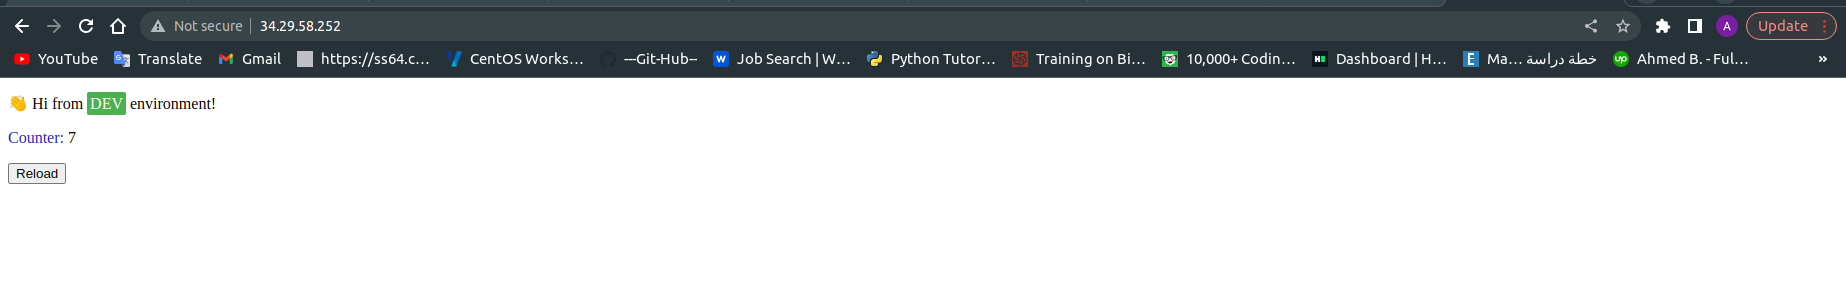 Not secure 34.29.58.252 A Update
YouTube Translate Gmail https://ss64.c... CentOS Works... ---Git-Hub-- Job Search | W... Python Tutor... Training on Bi... 10,000+ Codin... Dashboard | H... Ma... خطة دراسة Ahmed B. - Ful... »
👋 Hi from DEV environment!
Counter: 7
Reload